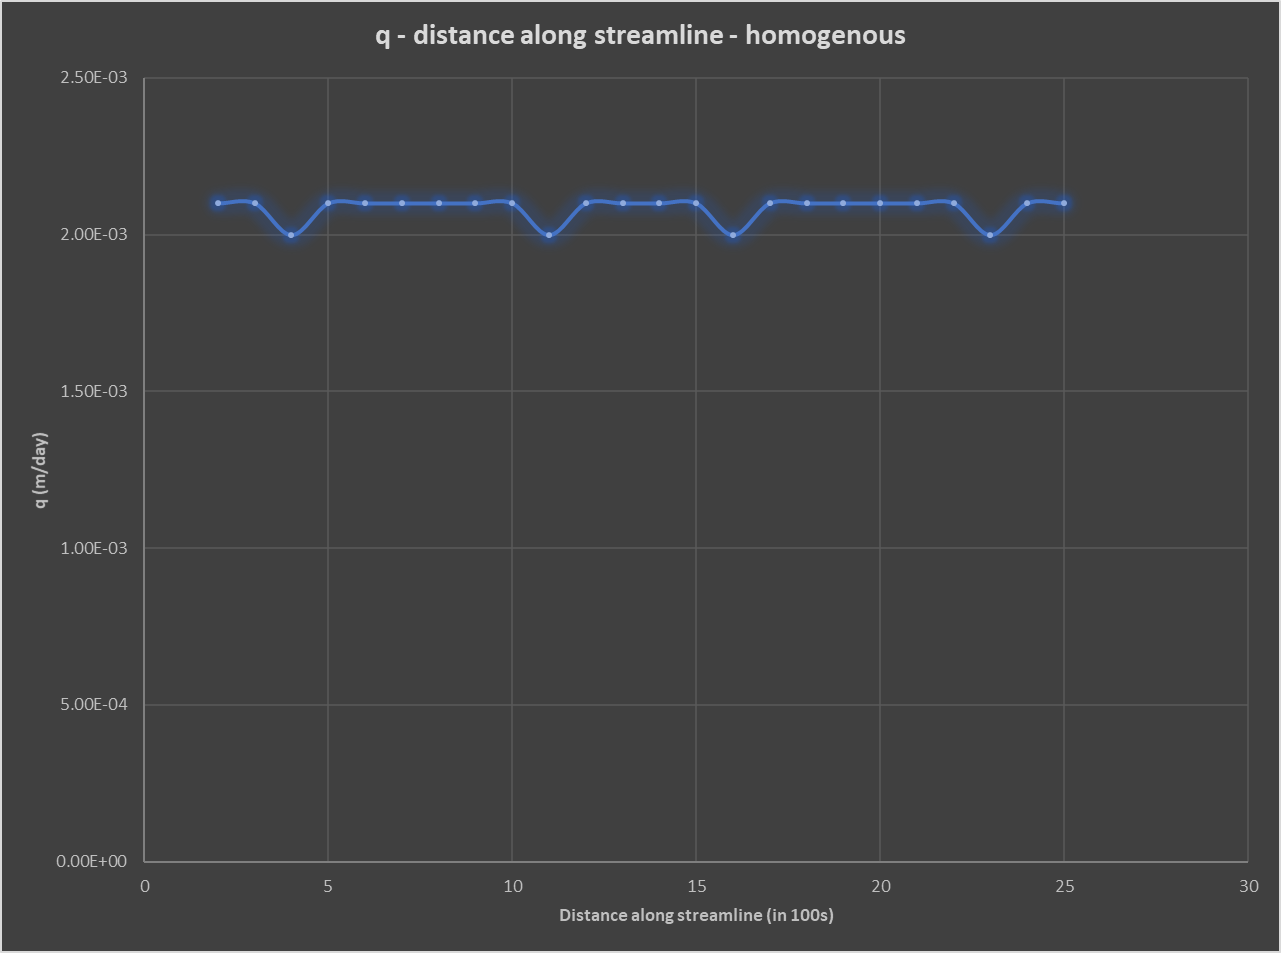 q - distance along streamline - homogenous
2.50E-03
2.00E-03
1.50E-03
1.00E-03
5.00E-04
0.00E+00
q (m/day)
0 5 10 15 20 25 30
Distance along streamline (in 100s)